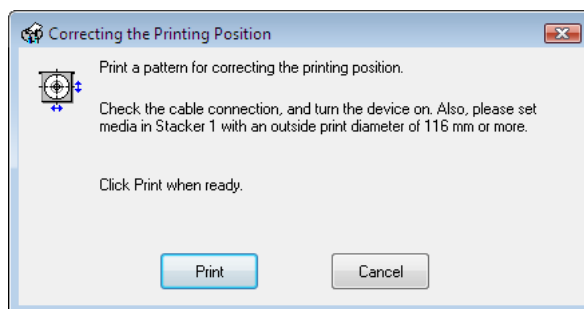 Correcting the Printing Position
Print a pattern for correcting the printing position.
Check the cable connection, and turn the device on. Also, please set
media in Stacker 1 with an outside print diameter of 116 mm or more.
Click Print when ready.
Print
Cancel